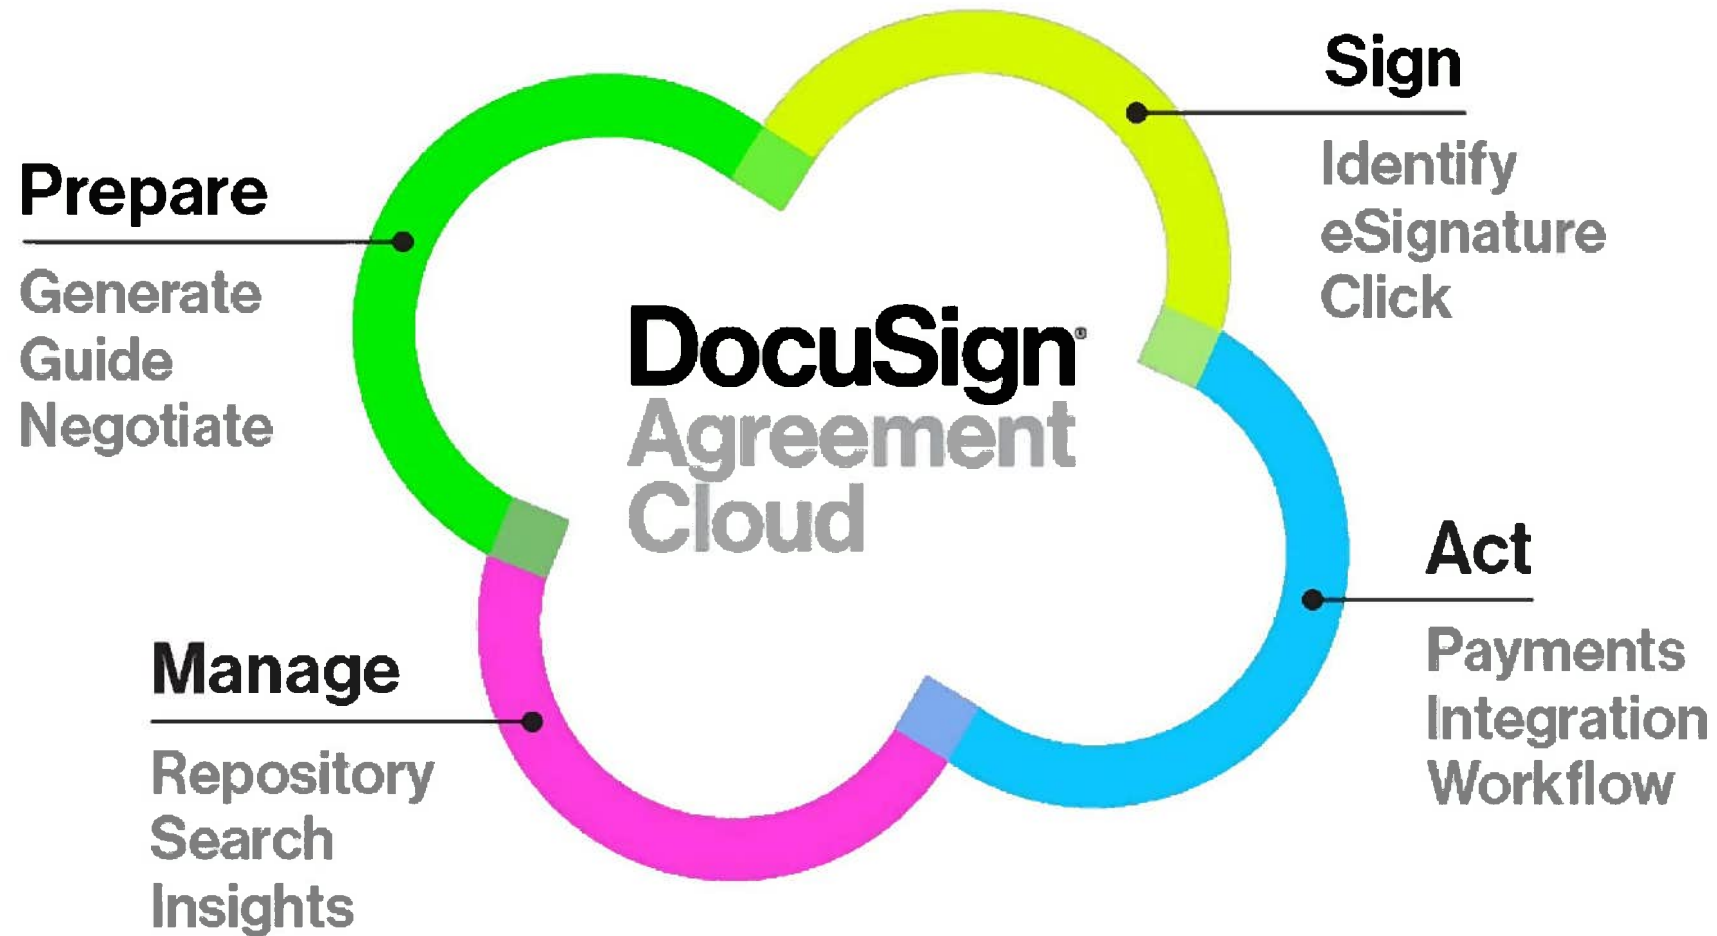 Sign
Identify
eSignature
Click
Prepare
Generate
Guide
Negotiate
DocuSign®
Agreement
Cloud
Act
Payments
Integration
Workflow
Manage
Repository
Search
Insights